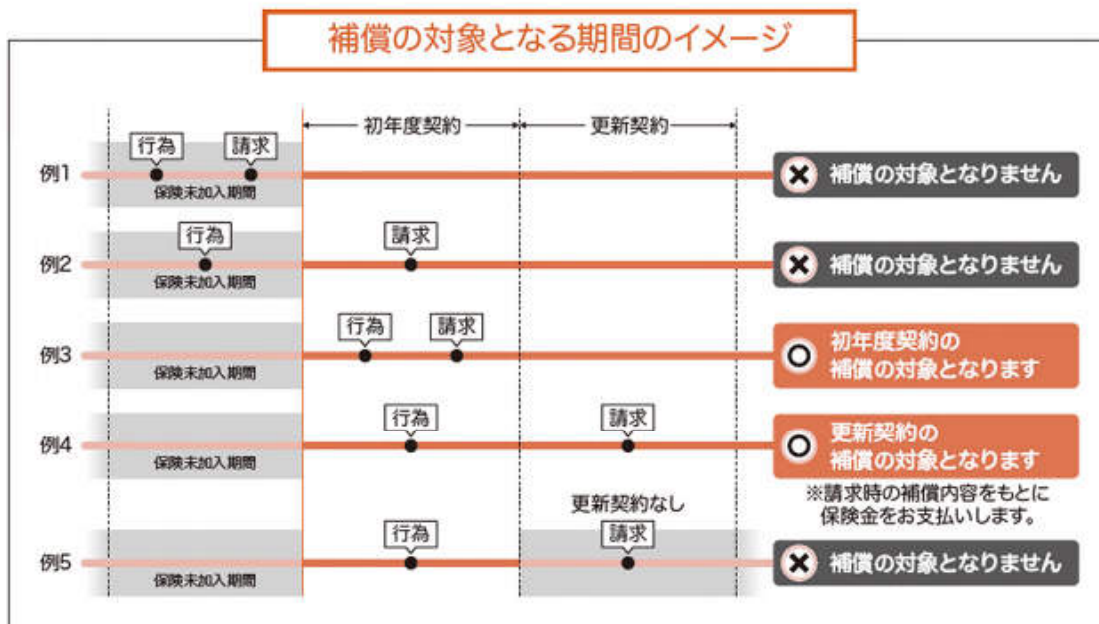 補償の対象となる期間のイメージ
初年度契約
更新契約
行為
請求
例1
保険未加入期間
補償の対象となりません
行為
請求
例2
保険未加入期間
補償の対象となりません
行為
請求
例3
保険未加入期間
初年度契約の
補償の対象となります
行為
請求
例4
保険未加入期間
更新契約の
補償の対象となります
※請求時の補償内容をもとに
保険金をお支払いします。
更新契約なし
行為
請求
例5
保険未加入期間
補償の対象となりません